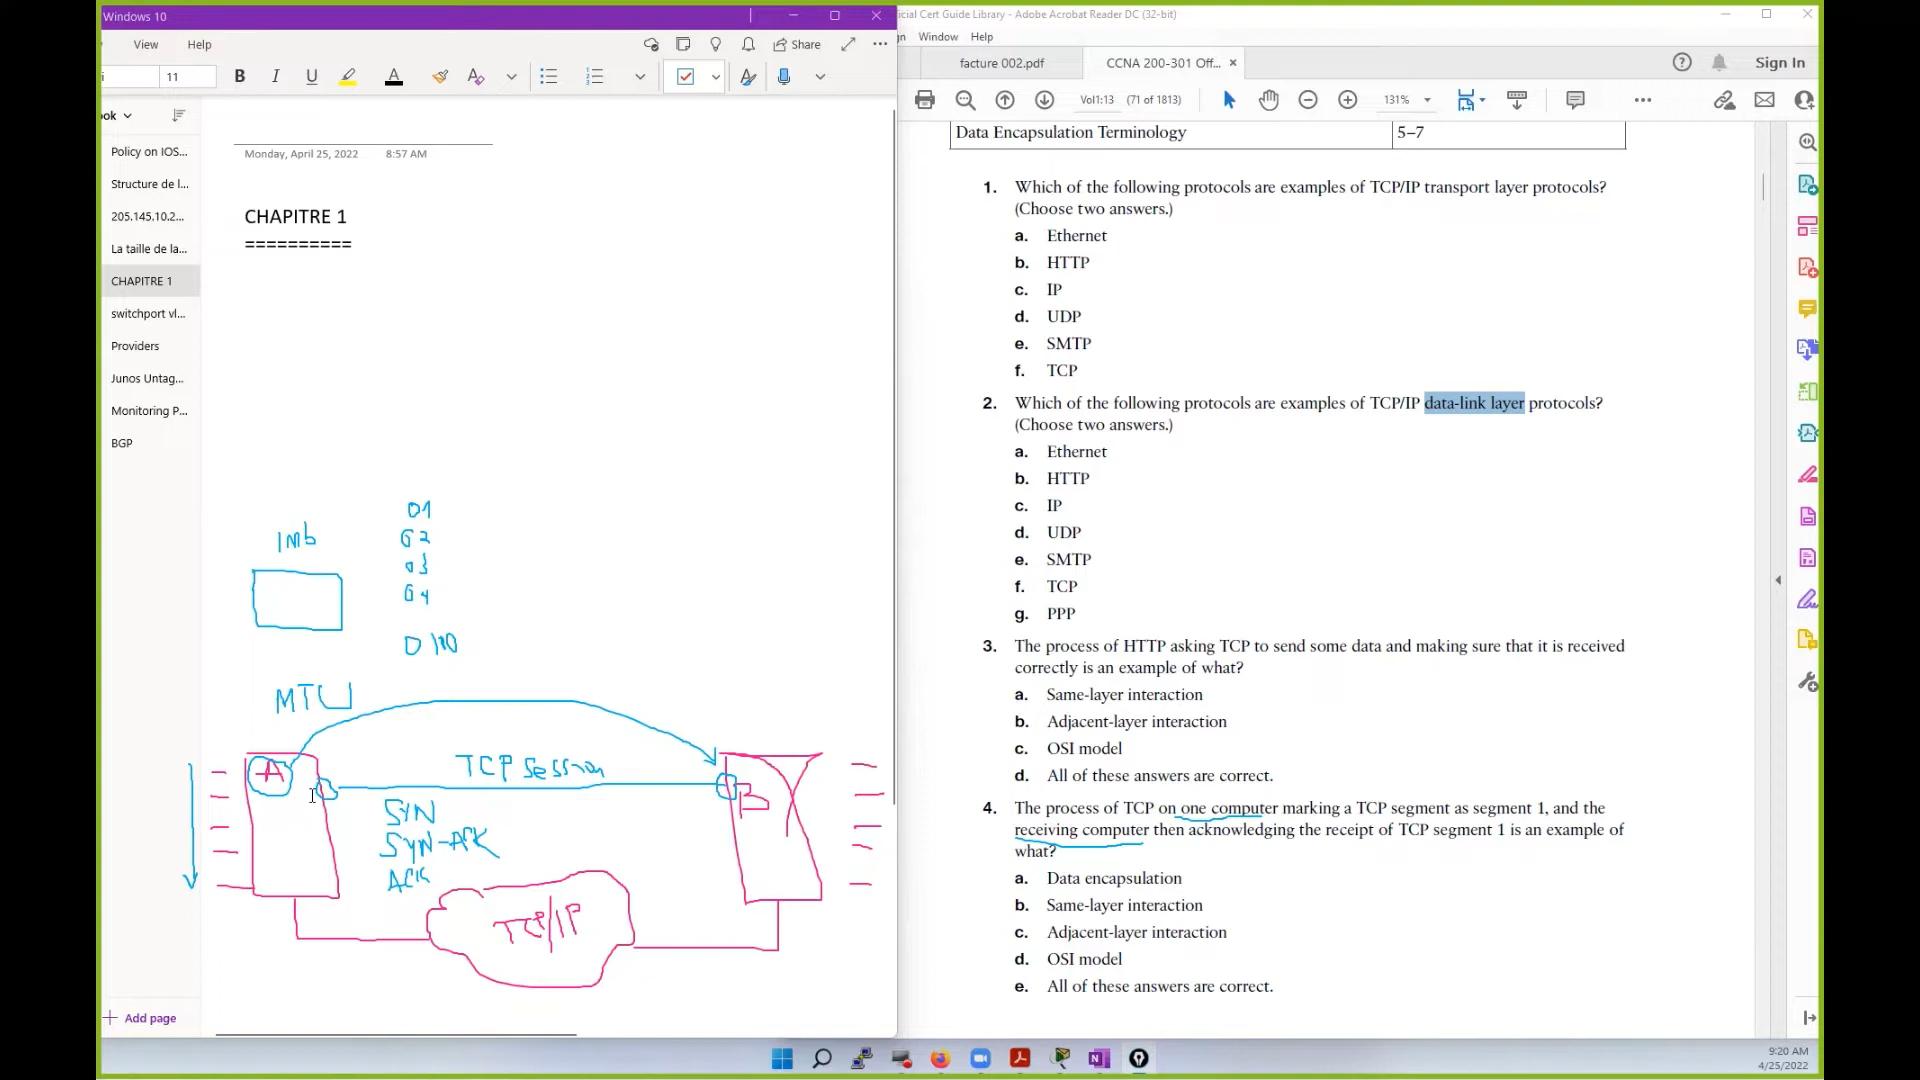 Windows 10
View Help
Share
11
B I U A
ook
Policy on IOS...
Structure de l...
205.145.10.2...
La taille de la...
CHAPITRE 1
switchport vl...
Providers
Junos Untag...
Monitoring P...
BGP
Add page
Monday, April 25, 2022 8:57 AM
CHAPITRE 1
==========
1Mb
D1
D3
MTU
A
TCP Session
B
SYN
SYN-ACK
ACK
TCP/IP
icial Cert Guide Library - Adobe Acrobat Reader DC (32-bit)
Window Help
facture 002.pdf
CCNA 200-301 Off... ×
Sign In
Vol1:13 (71 of 1813)
131%
Data Encapsulation Terminology 5–7
1. Which of the following protocols are examples of TCP/IP transport layer protocols?
(Choose two answers.)
a. Ethernet
b. HTTP
c. IP
d. UDP
e. SMTP
f. TCP
2. Which of the following protocols are examples of TCP/IP data-link layer protocols?
(Choose two answers.)
a. Ethernet
b. HTTP
c. IP
d. UDP
e. SMTP
f. TCP
g. PPP
3. The process of HTTP asking TCP to send some data and making sure that it is received
correctly is an example of what?
a. Same-layer interaction
b. Adjacent-layer interaction
c. OSI model
d. All of these answers are correct.
4. The process of TCP on one computer marking a TCP segment as segment 1, and the
receiving computer then acknowledging the receipt of TCP segment 1 is an example of
what?
a. Data encapsulation
b. Same-layer interaction
c. Adjacent-layer interaction
d. OSI model
e. All of these answers are correct.
9:20 AM
4/25/2022